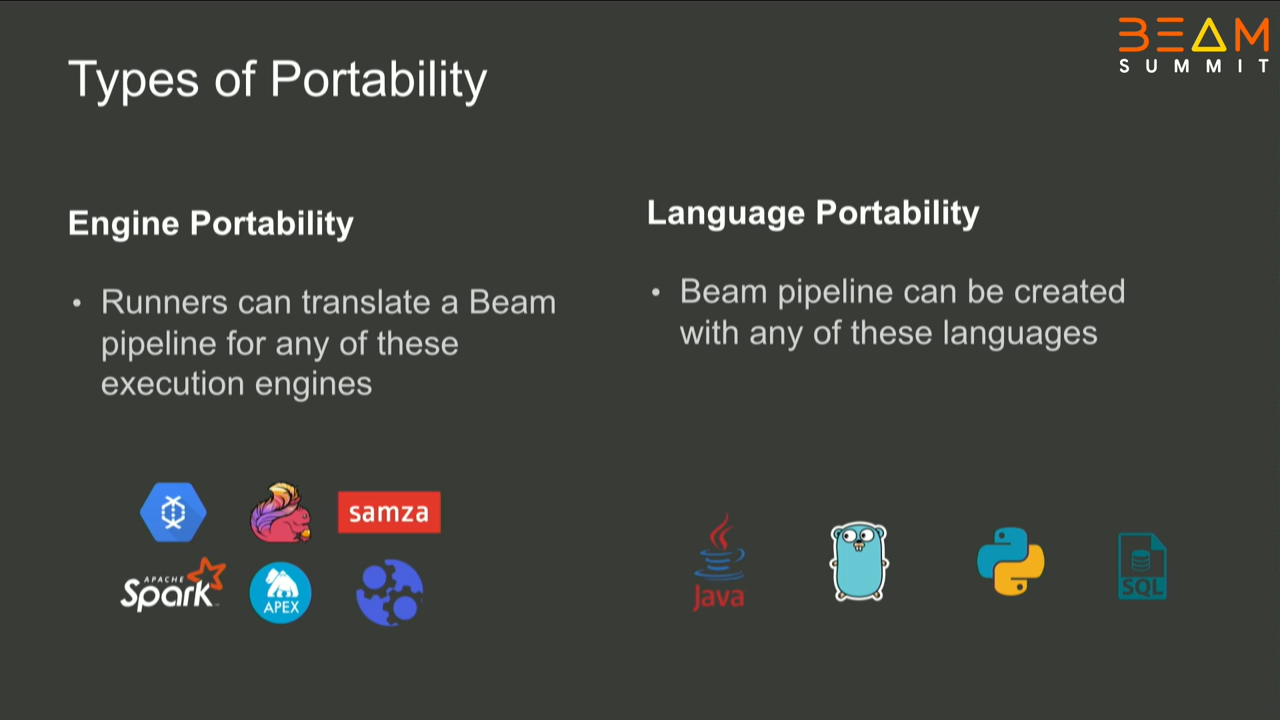 BEAM
SUMMIT
Types of Portability
Engine Portability
• Runners can translate a Beam
pipeline for any of these
execution engines
samza
APACHE
Spark
APEX
Language Portability
• Beam pipeline can be created
with any of these languages
Java
SQL